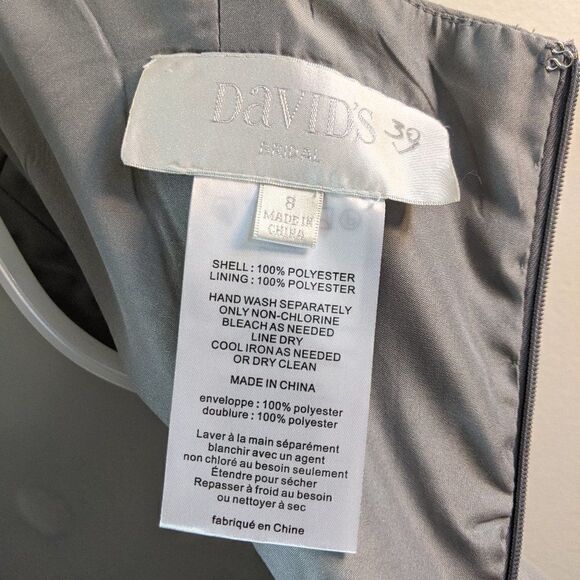 DaVID'S 39
BRIDAL
8
MADE IN
CHINA
SHELL : 100% POLYESTER
LINING : 100% POLYESTER
HAND WASH SEPARATELY
ONLY NON-CHLORINE
BLEACH AS NEEDED
LINE DRY
COOL IRON AS NEEDED
OR DRY CLEAN
MADE IN CHINA
enveloppe : 100% polyester
doublure : 100% polyester
Laver à la main séparément
blanchir avec un agent
non chloré au besoin seulement
Étendre pour sécher
Repasser à froid au besoin
ou nettoyer à sec
fabriqué en Chine